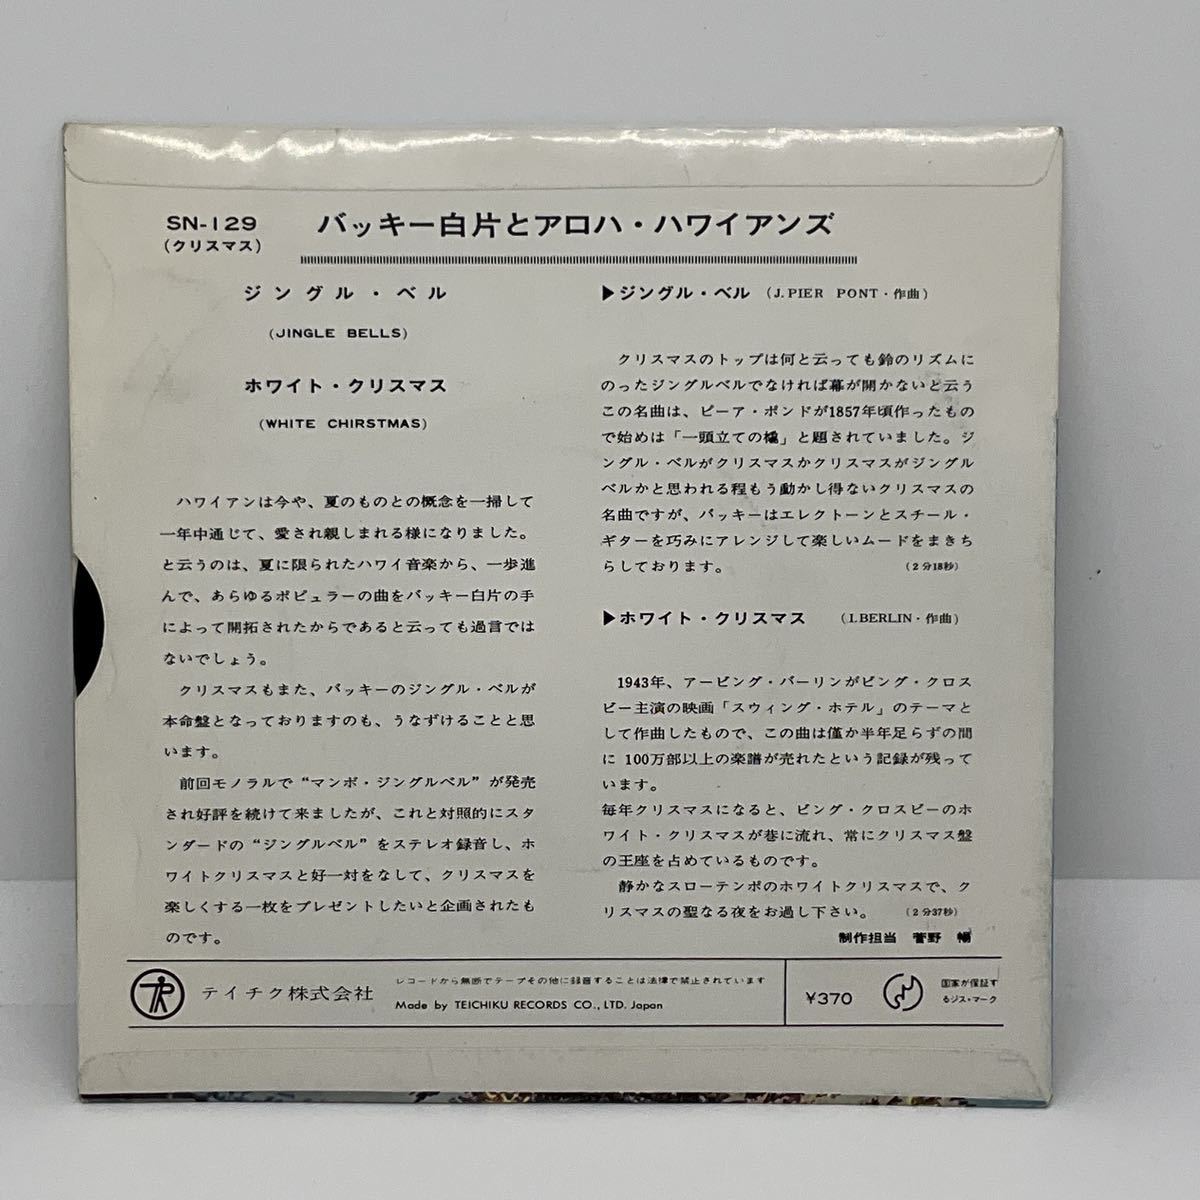 SN-129
(クリスマス)
バッキー白片とアロハ・ハワイアンズ
ジングル・ベル
(JINGLE BELLS)
ホワイト・クリスマス
(WHITE CHIRSTMAS)
ハワイアンは今や、夏のものとの概念を一掃して
一年中通じて、愛され親しまれる様になりました。
と云うのは、夏に限られたハワイ音楽から、一歩進
んで、あらゆるポピュラーの曲をバッキー白片の手
によって開拓されたからであると云っても過言では
ないでしょう。
クリスマスもまた、バッキーのジングル・ベルが
本命盤となっておりますのも、うなずけることと思
います。
前回モノラルで“マンボ・ジングルベル”が発売
され好評を続けて来ましたが、これと対照的にスタ
ンダードの“ジングルベル”をステレオ録音し、ホ
ワイトクリスマスと好一対をなして、クリスマスを
楽しくする一枚をプレゼントしたいと企画されたも
のです。
▶ジングル・ベル (J.PIER PONT・作曲)
クリスマスのトップは何と云っても鈴のリズムに
のったジングルベルでなければ幕が開かないと云う
この名曲は、ピーア・ポンドが1857年頃作ったもの
で始めは「一頭立ての橇」と題されていました。ジ
ングル・ベルがクリスマスかクリスマスがジングル
ベルかと思われる程もう動かし得ないクリスマスの
名曲ですが、バッキーはエレクトーンとスチール・
ギターを巧みにアレンジして楽しいムードをまきち
らしております。 (2分18秒)
▶ホワイト・クリスマス (I.BERLIN・作曲)
1943年、アービング・バーリンがビング・クロス
ビー主演の映画「スウィング・ホテル」のテーマと
して作曲したもので、この曲は僅か半年足らずの間
に 100万部以上の楽譜が売れたという記録が残って
います。
毎年クリスマスになると、ビング・クロスビーのホ
ワイト・クリスマスが巷に流れ、常にクリスマス盤
の王座を占めているものです。
静かなスローテンポのホワイトクリスマスで、ク
リスマスの聖なる夜をお過し下さい。 (2分37秒)
制作担当 菅野 暢
テイチク株式会社
レコードから無断でテープその他に録音することは法律で禁止されています
Made by TEICHIKU RECORDS CO., LTD. Japan
¥370
国家が保証す
るジス・マーク